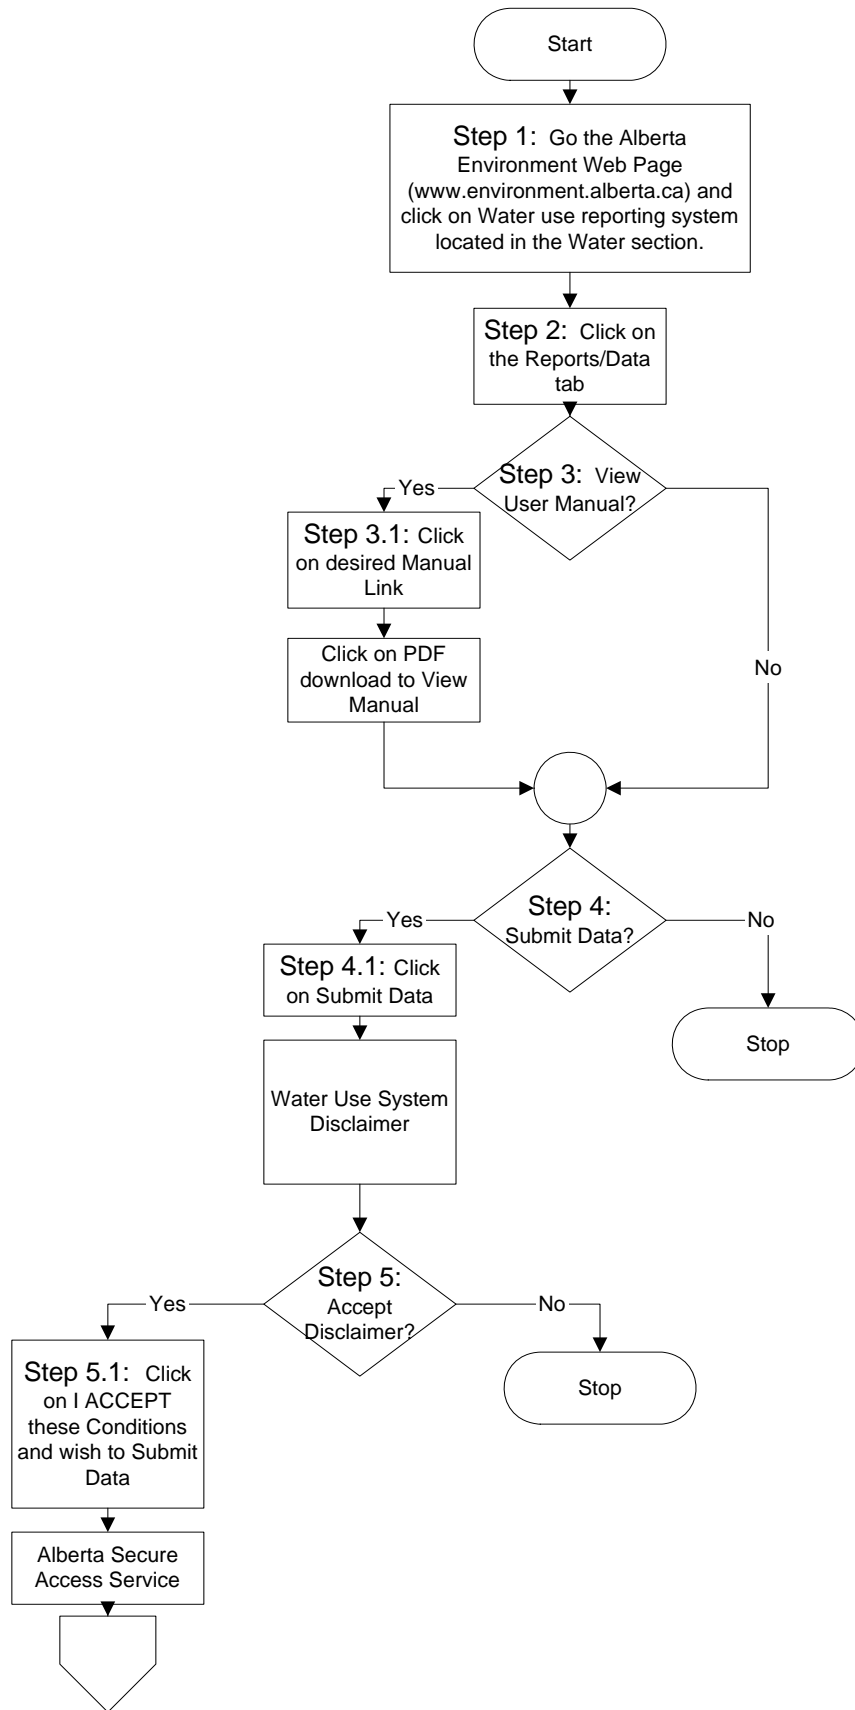 Start
Step 1: Go the Alberta
Environment Web Page
(www.environment.alberta.ca) and
click on Water use reporting system
located in the Water section.
Step 2: Click on
the Reports/Data
tab
Step 3: View
User Manual?
Yes
No
Step 3.1: Click
on desired Manual
Link
Click on PDF
download to View
Manual
Step 4:
Submit Data?
Yes
No
Step 4.1: Click
on Submit Data
Stop
Water Use System
Disclaimer
Step 5:
Accept
Disclaimer?
Yes
No
Step 5.1: Click
on I ACCEPT
these Conditions
and wish to Submit
Data
Stop
Alberta Secure
Access Service